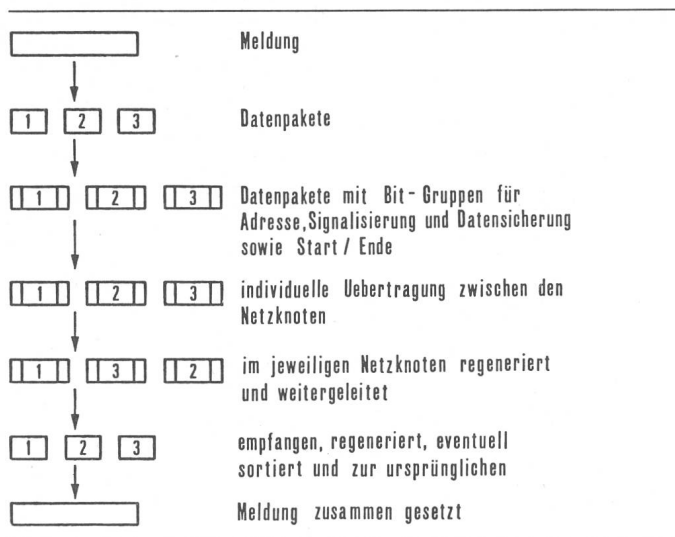 Meldung
1 2 3 Datenpakete
1 2 3 Datenpakete mit Bit-Gruppen für
Adresse,Signalisierung und Datensicherung
sowie Start / Ende
1 2 3 individuelle Uebertragung zwischen den
Netzknoten
1 3 2 im jeweiligen Netzknoten regeneriert
und weitergeleitet
1 2 3 empfangen, regeneriert, eventuell
sortiert und zur ursprünglichen
Meldung zusammen gesetzt